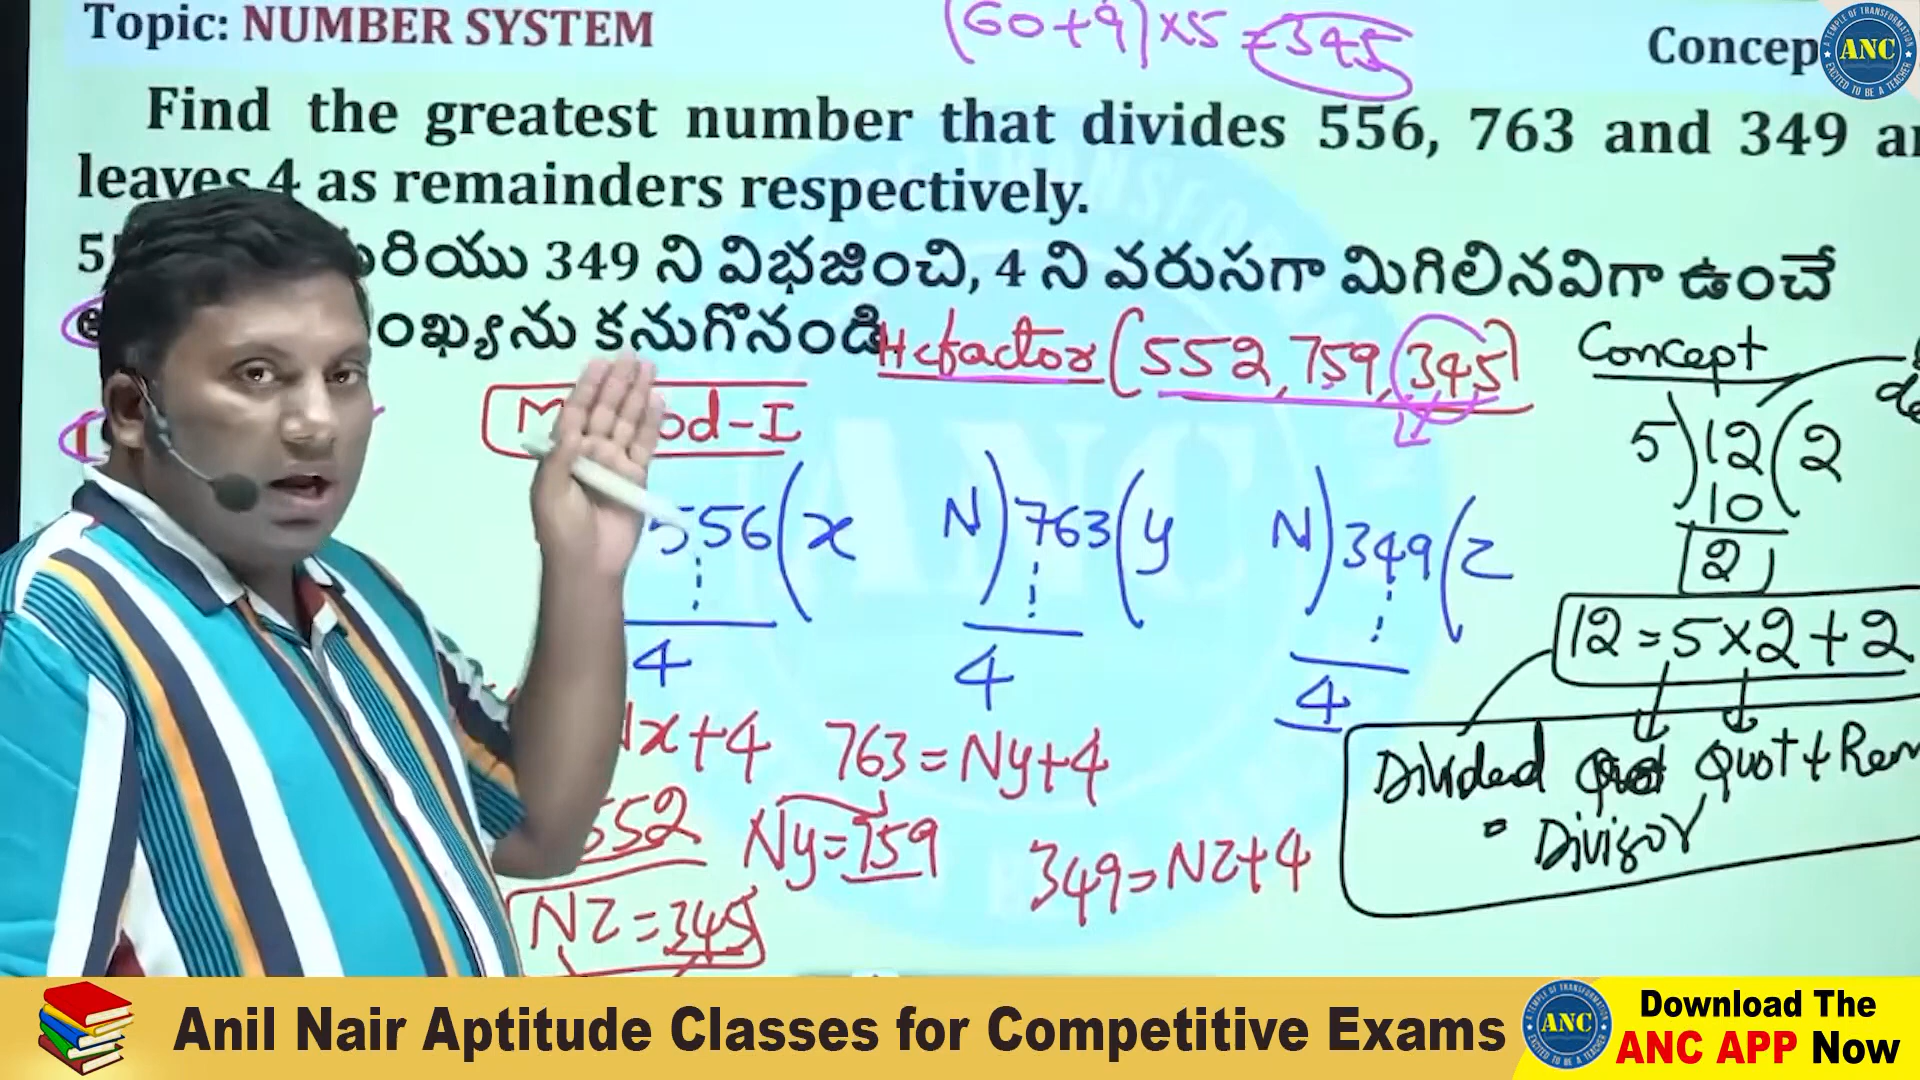 Topic: NUMBER SYSTEM
(60+9)×5=345
Concep
ANC
Find the greatest number that divides 556, 763 and 349 an
leaves 4 as remainders respectively.
349 ని విభజించి, 4 ని వరుసగా మిగిలినవిగా ఉంచే
కనుగొనండి
Hcfactor (552, 759, 345)
Concept
5)12(2
10
2
12=5×2+2
Divided Quot+Rem
= Divisor
556(x N)763(y N)349(z
4 4 4
Nx+4 763=Ny+4
552 Ny=759 349=Nz+4
Nz=345
Anil Nair Aptitude Classes for Competitive Exams
ANC
Download The
ANC APP Now